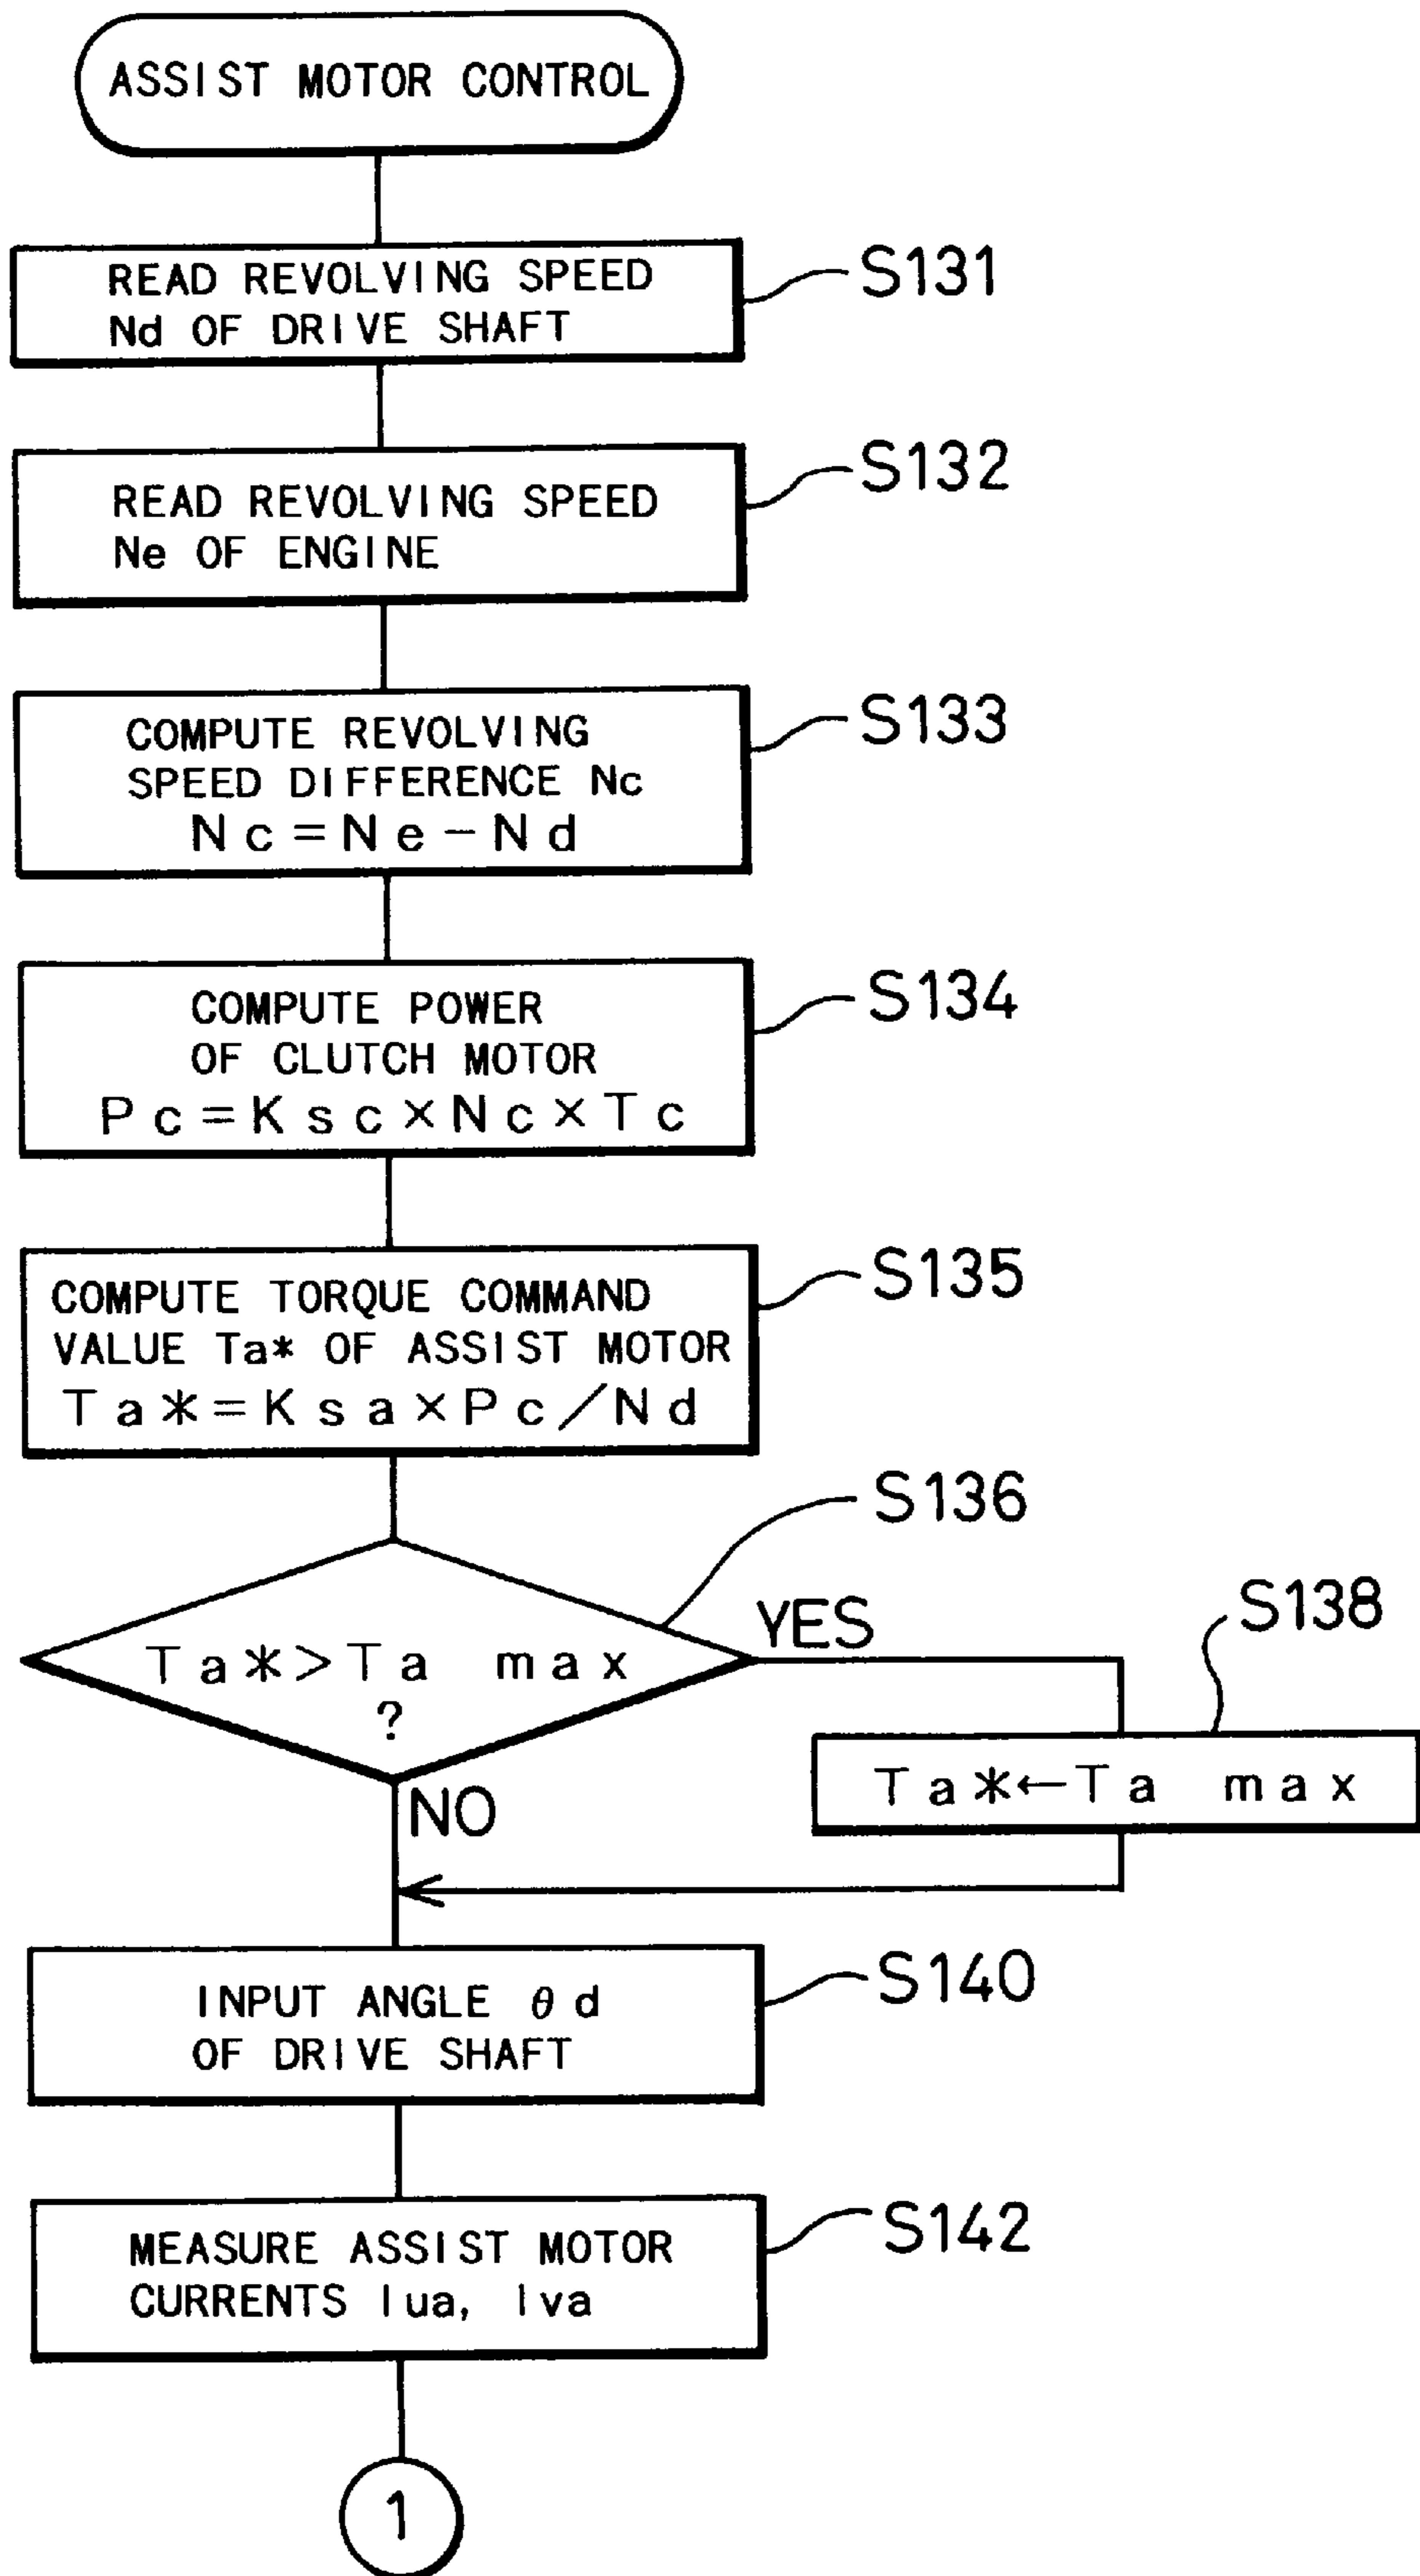 ASSIST MOTOR CONTROL
READ REVOLVING SPEED
Nd OF DRIVE SHAFT
S131
READ REVOLVING SPEED
Ne OF ENGINE
S132
COMPUTE REVOLVING
SPEED DIFFERENCE Nc
Nc=Ne-Nd
S133
COMPUTE POWER
OF CLUTCH MOTOR
Pc=Ksc×Nc×Tc
S134
COMPUTE TORQUE COMMAND
VALUE Ta* OF ASSIST MOTOR
Ta*=Ksa×Pc/Nd
S135
S136
Ta*>Ta max
?
YES
S138
Ta*←Ta max
NO
INPUT ANGLE θd
OF DRIVE SHAFT
S140
MEASURE ASSIST MOTOR
CURRENTS Iua, Iva
S142
1